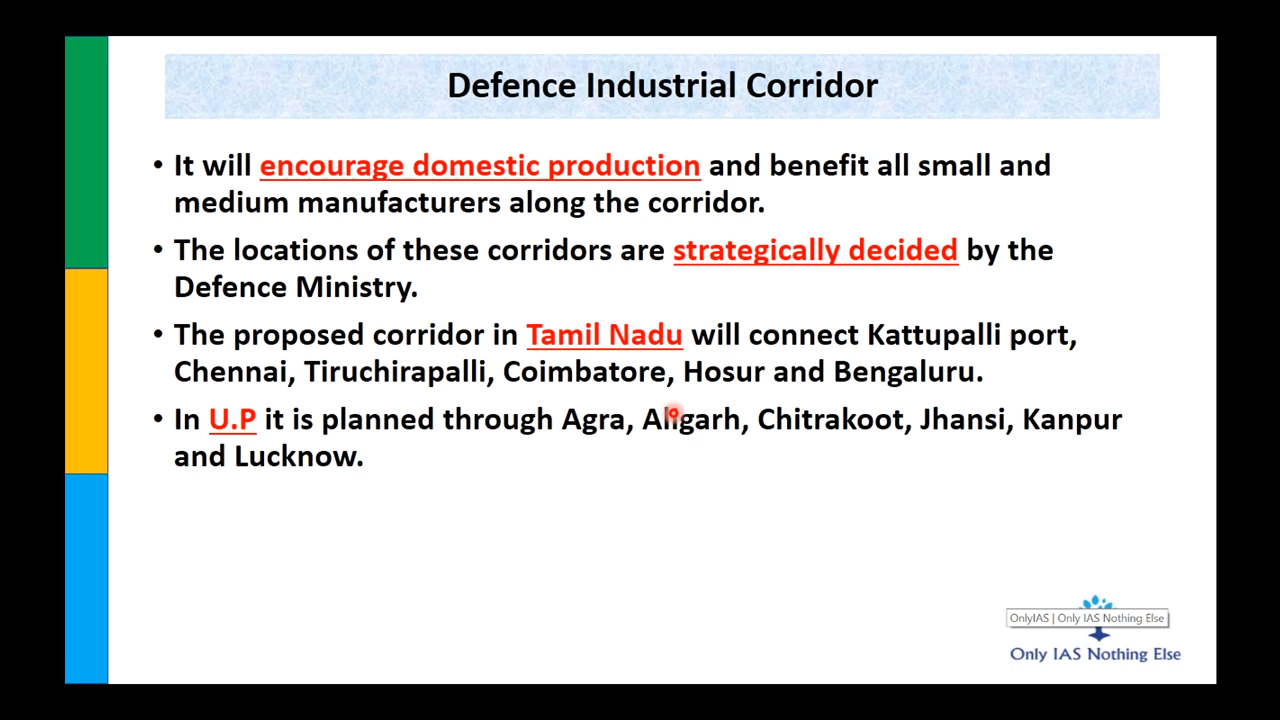 Defence Industrial Corridor
• It will encourage domestic production and benefit all small and
medium manufacturers along the corridor.
• The locations of these corridors are strategically decided by the
Defence Ministry.
• The proposed corridor in Tamil Nadu will connect Kattupalli port,
Chennai, Tiruchirapalli, Coimbatore, Hosur and Bengaluru.
• In U.P it is planned through Agra, Aligarh, Chitrakoot, Jhansi, Kanpur
and Lucknow.
OnlyIAS | Only IAS Nothing Else
Only IAS Nothing Else